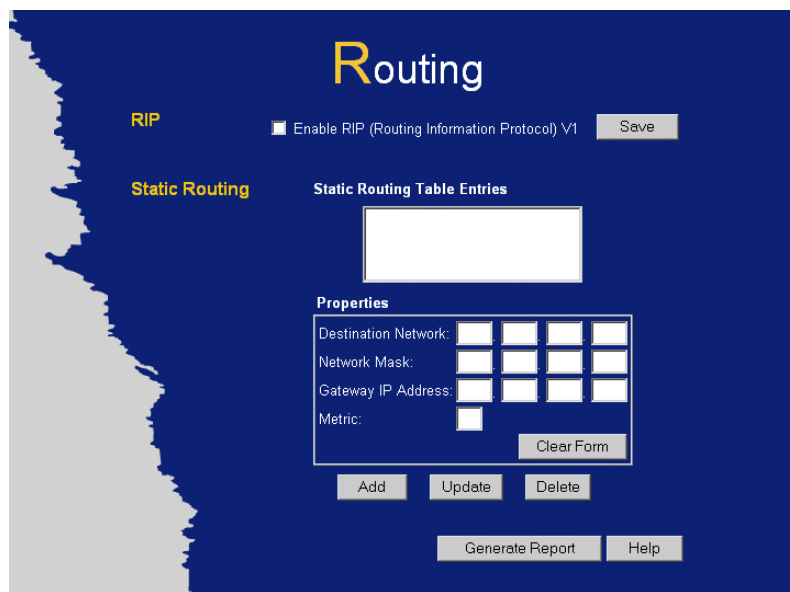 Routing
RIP
Enable RIP (Routing Information Protocol) V1
Save
Static Routing
Static Routing Table Entries
Properties
Destination Network: . . .
Network Mask: . . .
Gateway IP Address: . . .
Metric:
Clear Form
Add Update Delete
Generate Report Help